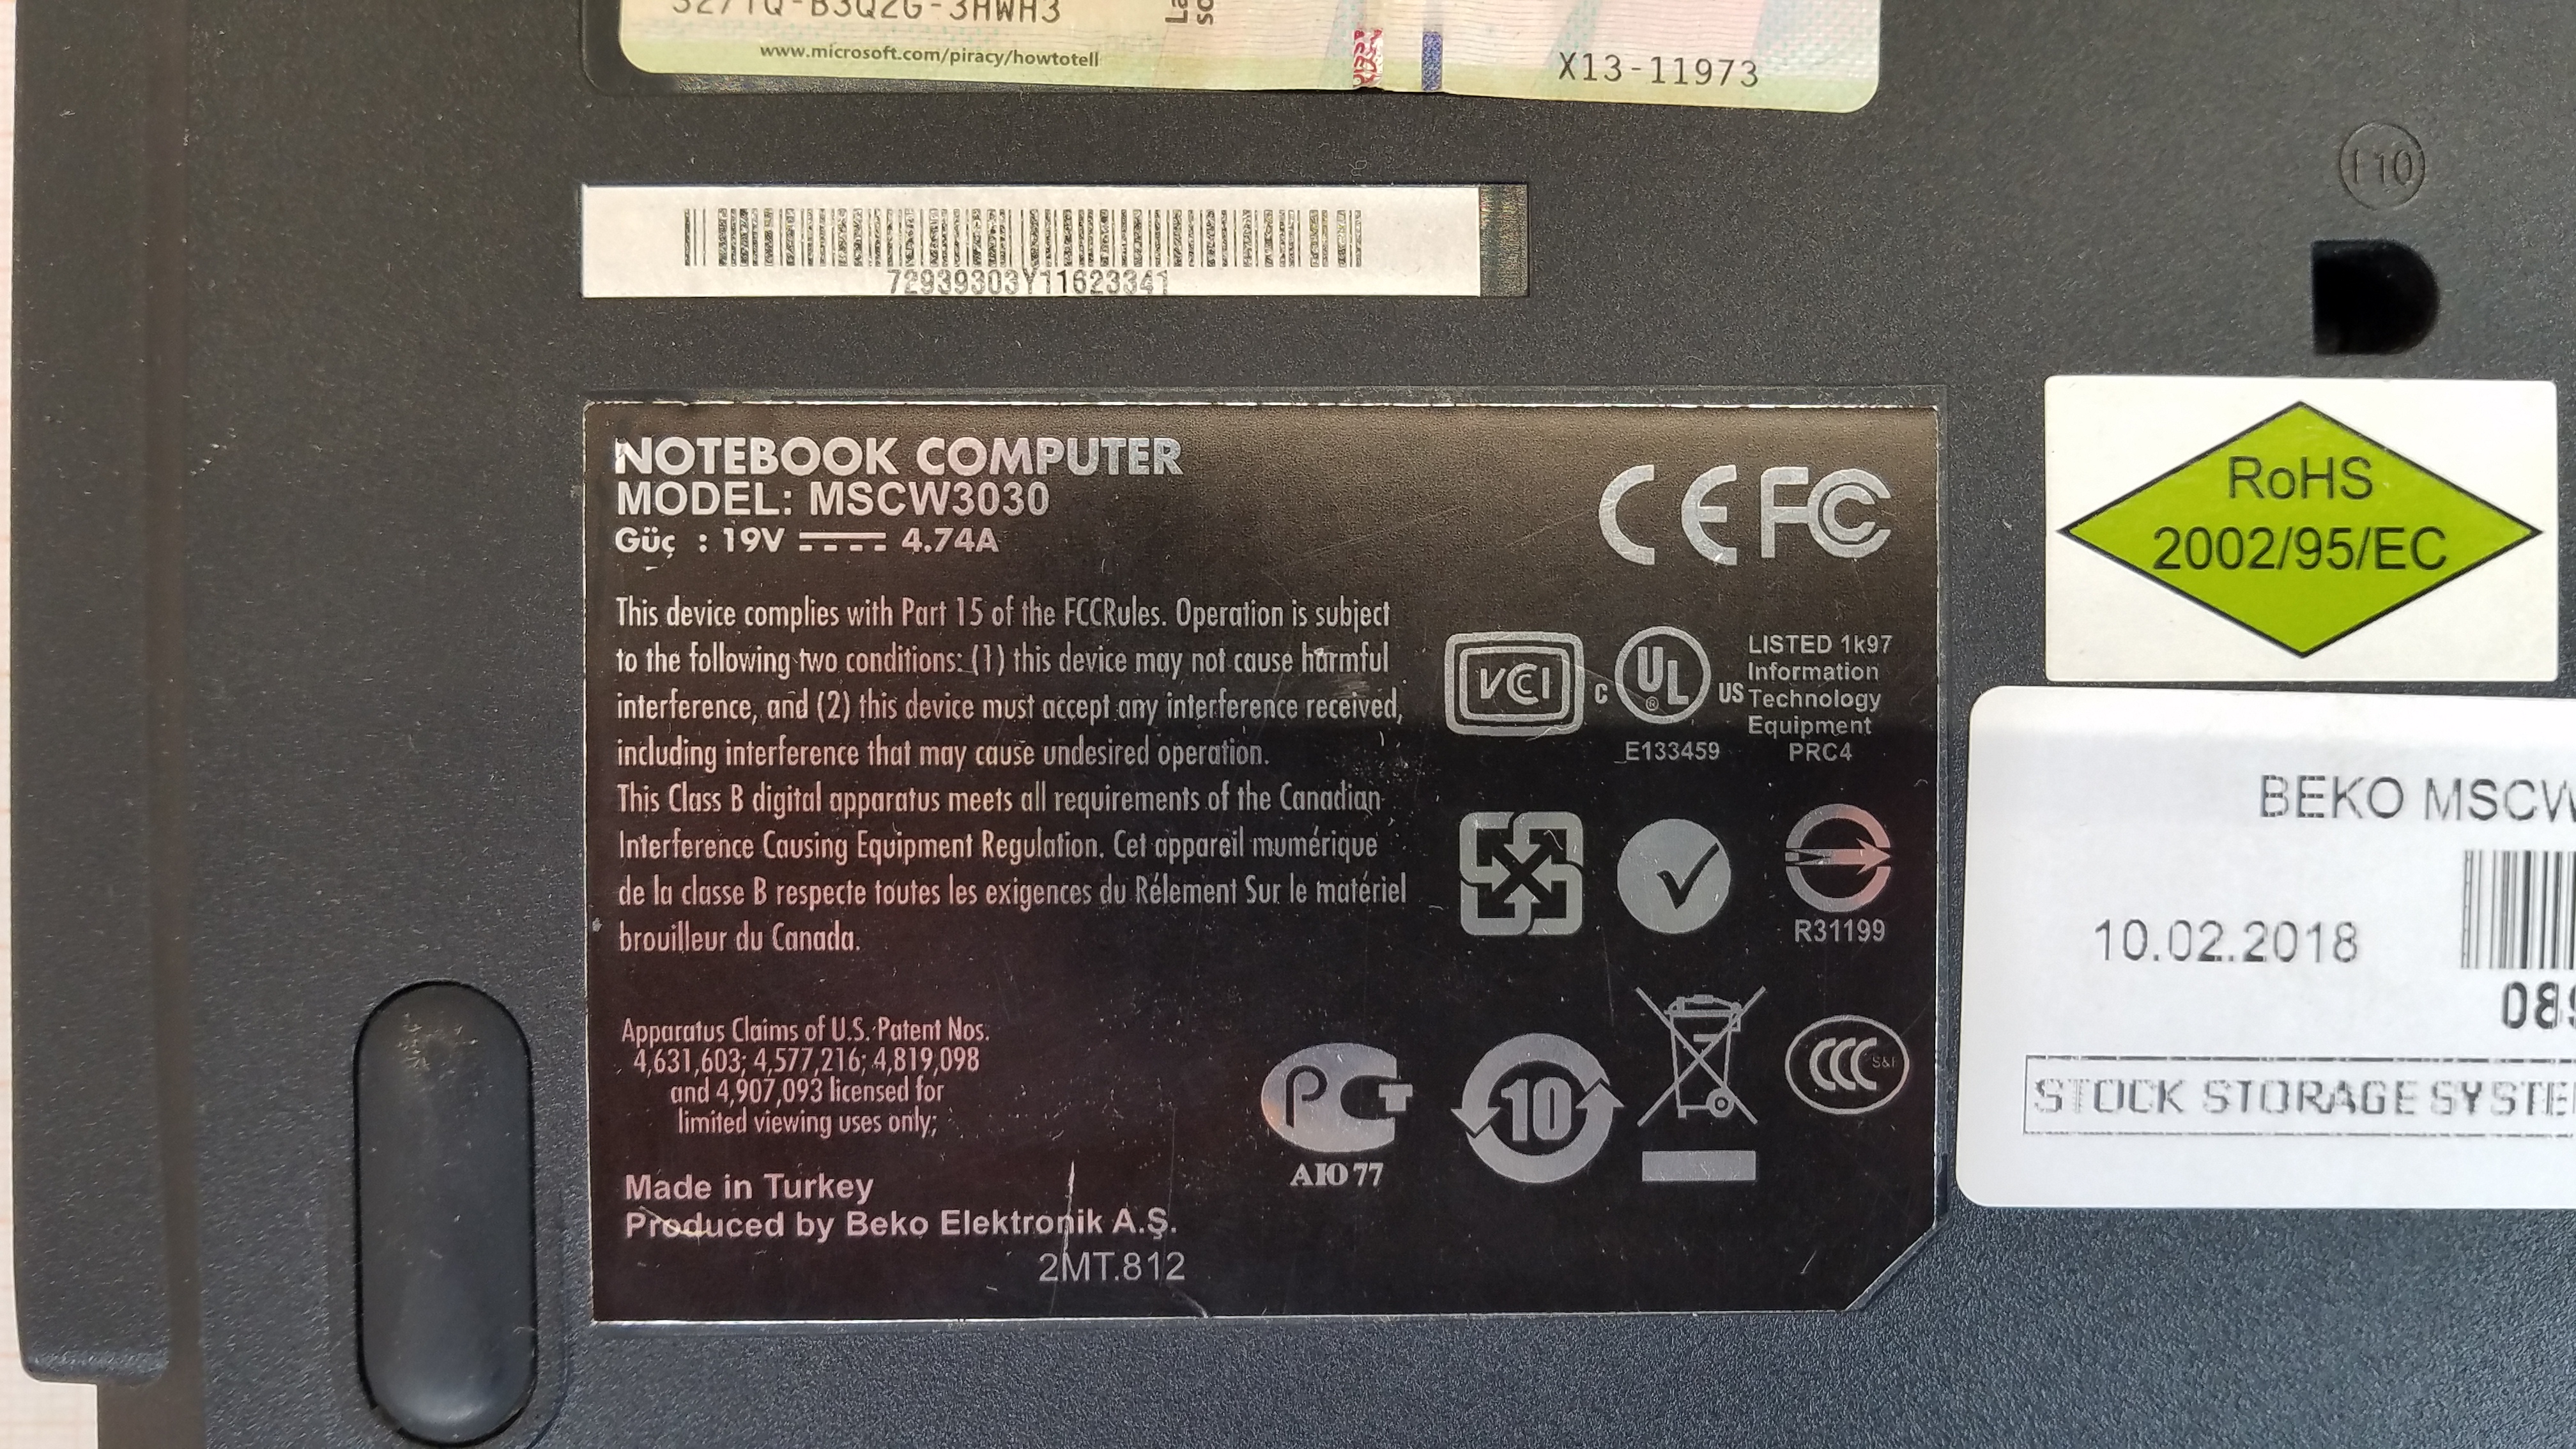 www.microsoft.com/piracy/howtotell
X13-11973
110
72939303Y11623341
NOTEBOOK COMPUTER
MODEL: MSCW3030
Güç : 19V 4.74A
CE FC
This device complies with Part 15 of the FCCRules. Operation is subject
to the following two conditions: (1) this device may not cause harmful
interference, and (2) this device must accept any interference received,
including interference that may cause undesired operation.
This Class B digital apparatus meets all requirements of the Canadian
Interference Causing Equipment Regulation. Cet appareil mumérique
de la classe B respecte toutes les exigences du Rélement Sur le matériel
brouilleur du Canada.
VCCI
C UL ® US
E133459
LISTED 1k97
Information
Technology
Equipment
PRC4
R31199
Apparatus Claims of U.S. Patent Nos.
4,631,603; 4,577,216; 4,819,098
and 4,907,093 licensed for
limited viewing uses only;
PCT
АЮ 77
10
CCC S&E
Made in Turkey
Produced by Beko Elektronik A.Ş.
2MT.812
RoHS
2002/95/EC
BEKO MSCW
10.02.2018
STOCK STORAGE SYSTE